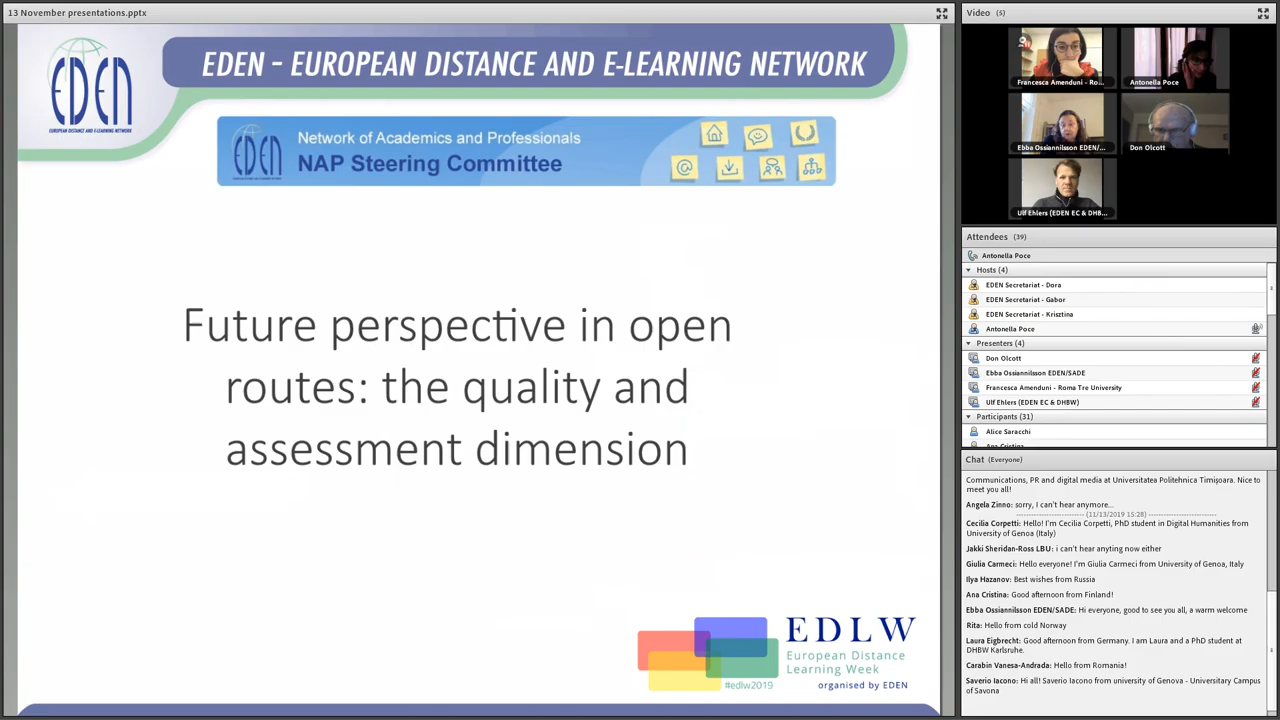 13 November presentations.pptx
EDEN
EUROPEAN DISTANCE AND E-LEARNING NETWORK
EDEN – EUROPEAN DISTANCE AND E-LEARNING NETWORK
EDEN
Network of Academics and Professionals
NAP Steering Committee
Future perspective in open
routes: the quality and
assessment dimension
EDLW
European Distance
Learning Week
#edlw2019
organised by EDEN
Video (5)
Francesca Amenduni - Ro...
Antonella Poce
Ebba Ossiannilsson EDEN/...
Don Olcott
Ulf Ehlers (EDEN EC & DHB...
Attendees (39)
Antonella Poce
Hosts (4)
EDEN Secretariat - Dora
EDEN Secretariat - Gabor
EDEN Secretariat - Krisztina
Antonella Poce
Presenters (4)
Don Olcott
Ebba Ossiannilsson EDEN/SADE
Francesca Amenduni - Roma Tre University
Ulf Ehlers (EDEN EC & DHBW)
Participants (31)
Alice Saracchi
Ana Cristina
Chat (Everyone)
Communications, PR and digital media at Universitatea Politehnica Timișoara. Nice to
meet you all!
Angela Zinno: sorry, I can't hear anymore...
(11/13/2019 15:28)
Cecilia Corpetti: Hello! I'm Cecilia Corpetti, PhD student in Digital Humanities from
University of Genoa (Italy)
Jakki Sheridan-Ross LBU: i can't hear anyting now either
Giulia Carmeci: Hello everyone! I'm Giulia Carmeci from University of Genoa, Italy
Ilya Hazanov: Best wishes from Russia
Ana Cristina: Good afternoon from Finland!
Ebba Ossiannilsson EDEN/SADE: Hi everyone, good to see you all, a warm welcome
Rita: Hello from cold Norway
Laura Eigbrecht: Good afternoon from Germany. I am Laura and a PhD student at
DHBW Karlsruhe.
Carabin Vanesa-Andrada: Hello from Romania!
Saverio Iacono: Hi all! Saverio Iacono from university of Genova - Universitary Campus
of Savona